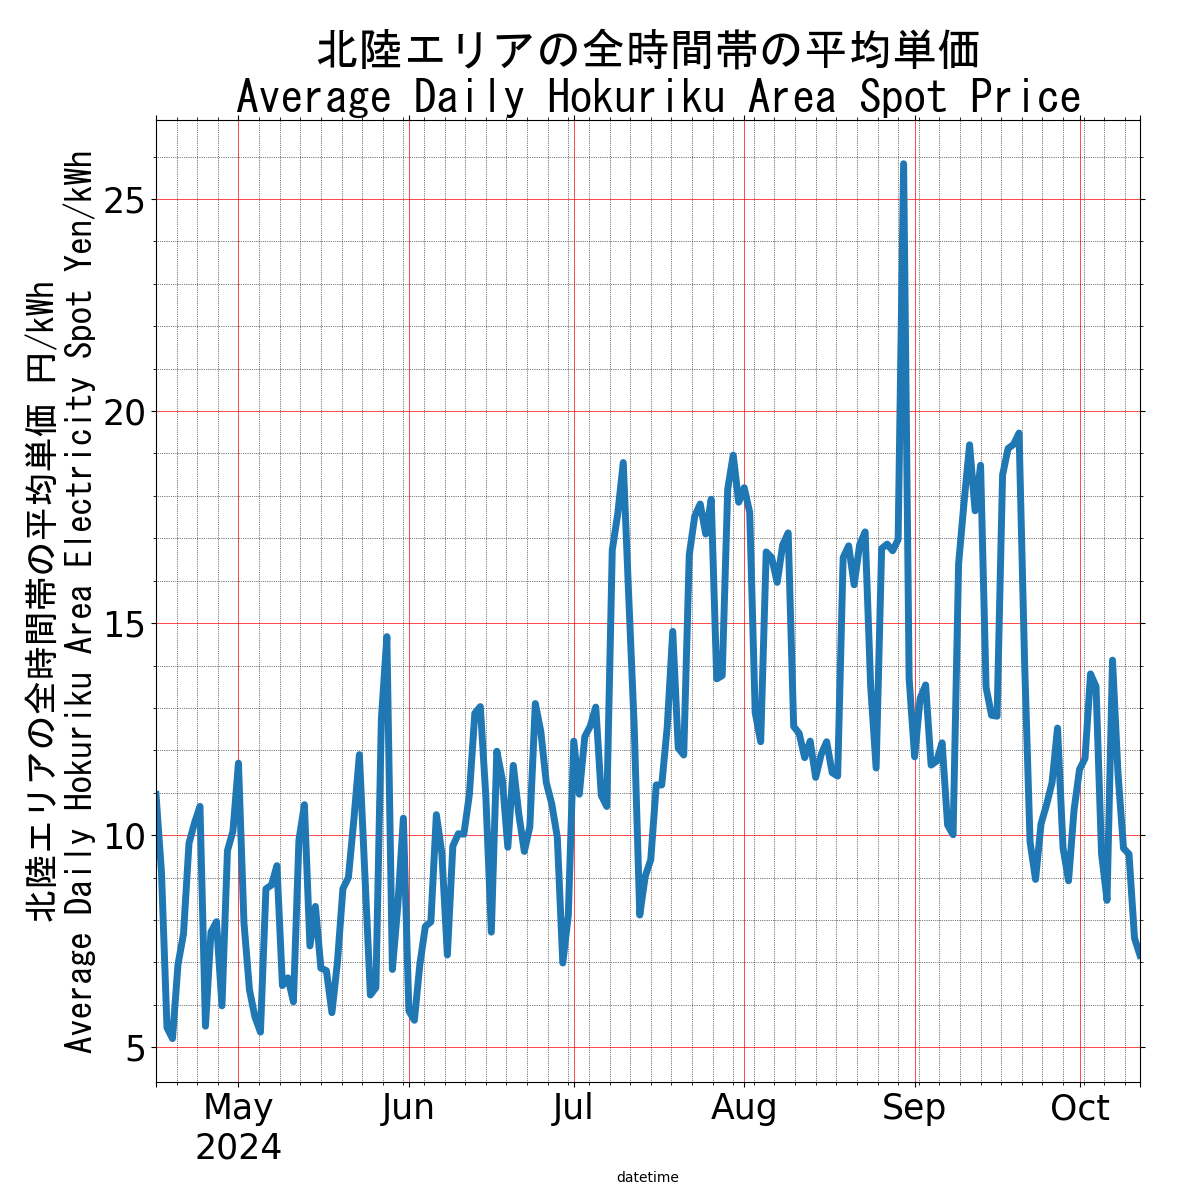 北陸エリアの全時間帯の平均単価
Average Daily Hokuriku Area Spot Price
北陸エリアの全時間帯の平均単価 円/kWh
Average Daily Hokuriku Area Electricity Spot Yen/kWh
25
20
15
10
5
May Jun Jul Aug Sep Oct
2024
datetime